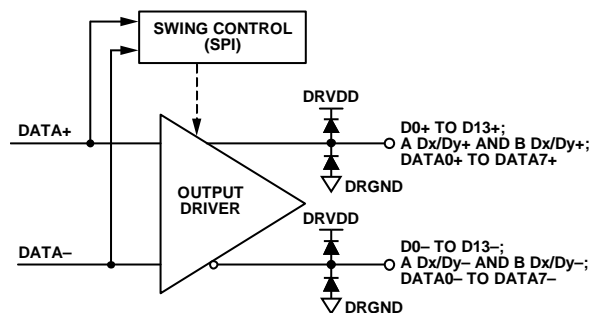 SWING CONTROL
(SPI)
DRVDD
DATA+
D0+ TO D13+;
A Dx/Dy+ AND B Dx/Dy+;
DATA0+ TO DATA7+
DRGND
OUTPUT
DRIVER
DRVDD
DATA–
D0– TO D13–;
A Dx/Dy– AND B Dx/Dy–;
DATA0– TO DATA7–
DRGND